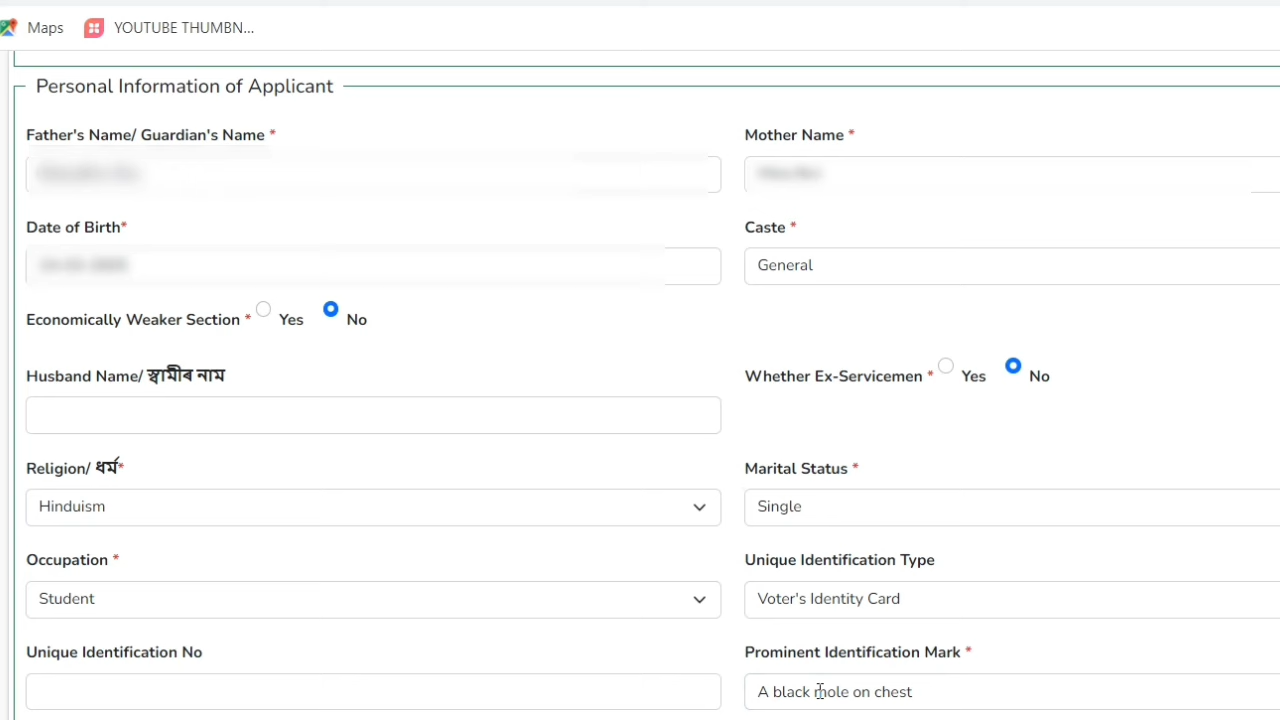 Maps YOUTUBE THUMBN...
Personal Information of Applicant
Father's Name/ Guardian's Name *
Mother Name *
Date of Birth*
Caste *
General
Economically Weaker Section * Yes No
Husband Name/ স্বামীৰ নাম
Whether Ex-Servicemen * Yes No
Religion/ ধৰ্ম*
Marital Status *
Hinduism
Single
Occupation *
Unique Identification Type
Student
Voter's Identity Card
Unique Identification No
Prominent Identification Mark *
A black mole on chest